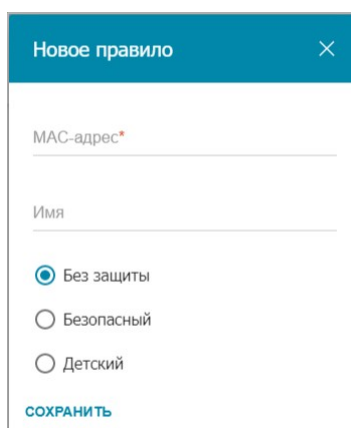 Новое правило
MAC-адрес*
Имя
Без защиты
Безопасный
Детский
СОХРАНИТЬ